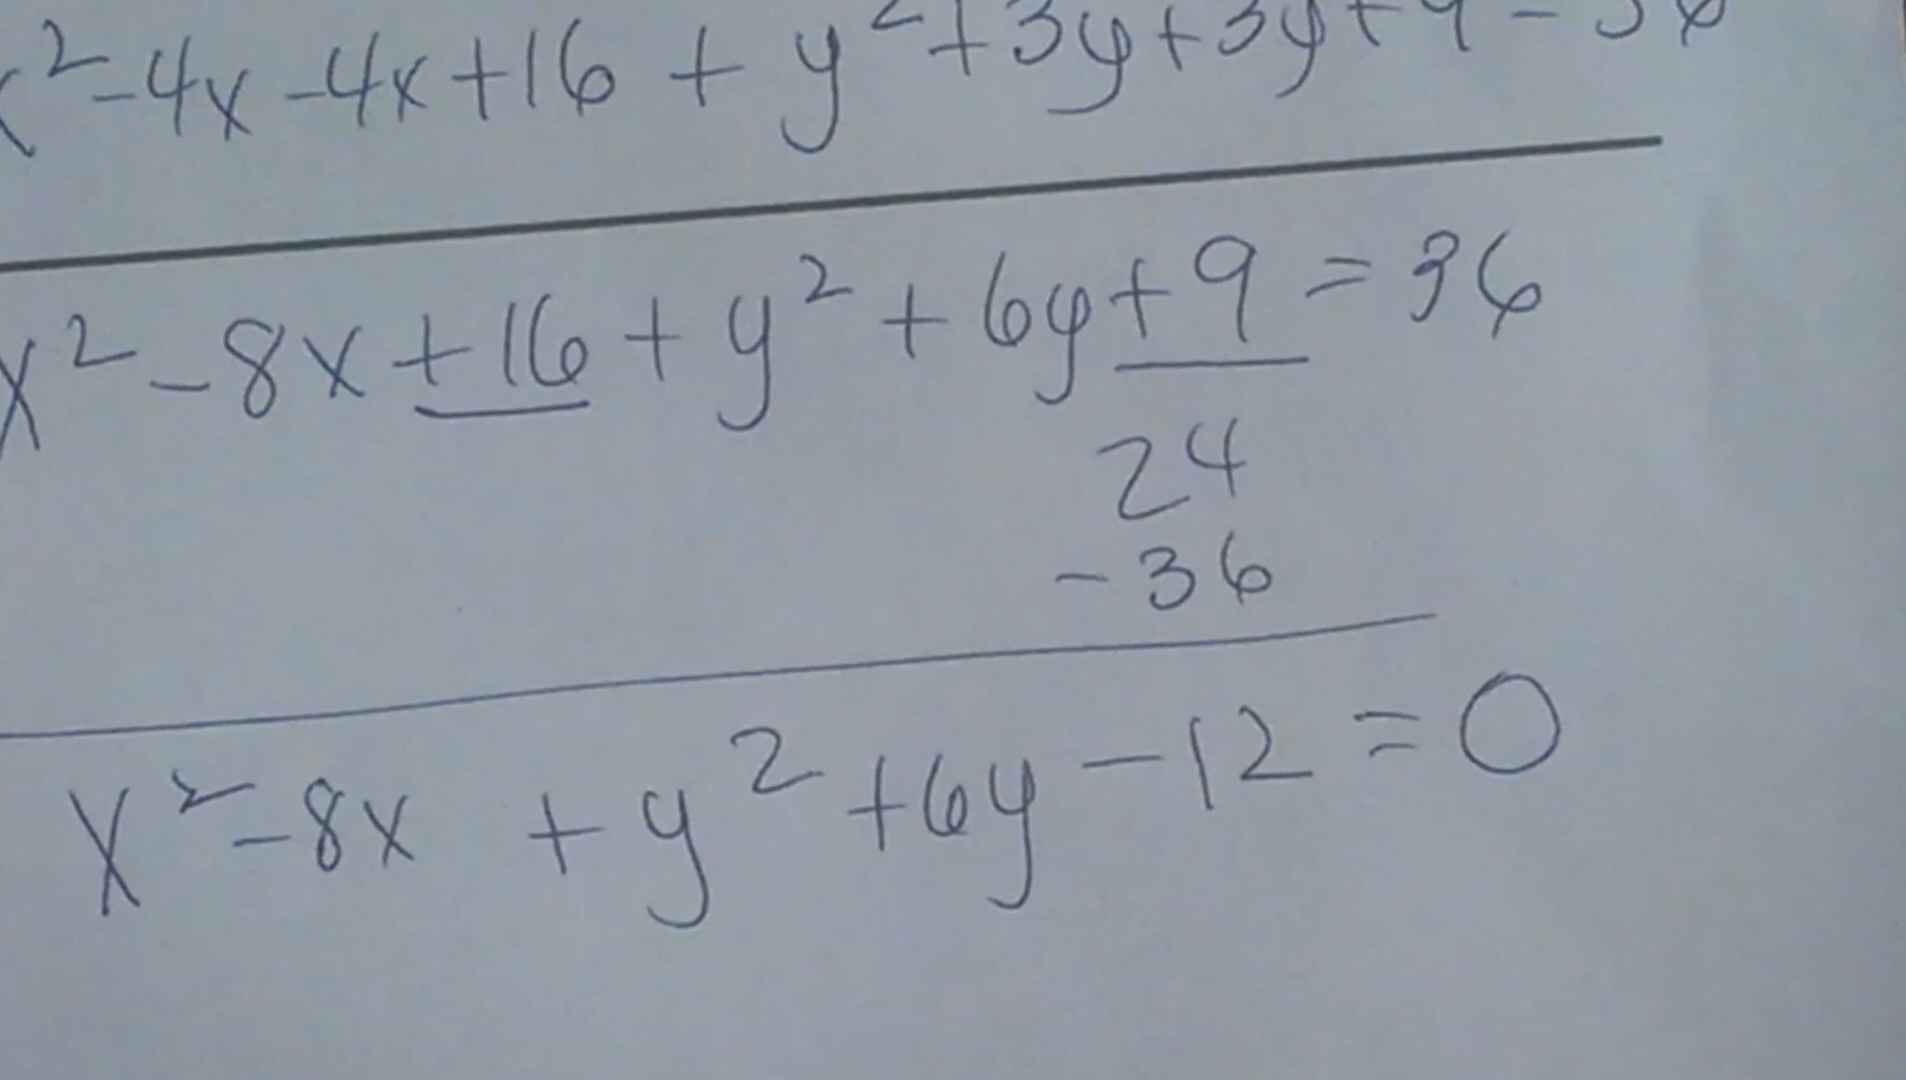 x²-4x-4x+16 + y²+3y+3y+9 = 36
x²-8x+16+y²+6y+9=36
24
-36
x²-8x + y²+6y-12=0